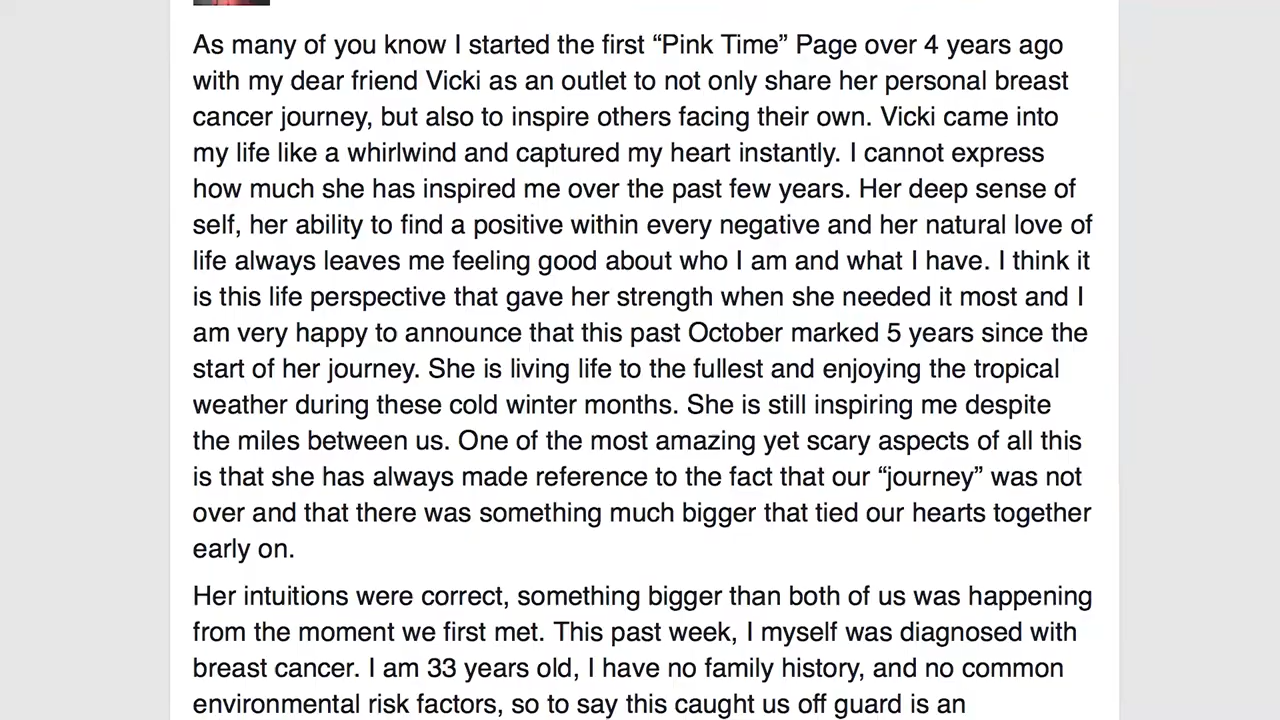 As many of you know I started the first “Pink Time” Page over 4 years ago
with my dear friend Vicki as an outlet to not only share her personal breast
cancer journey, but also to inspire others facing their own. Vicki came into
my life like a whirlwind and captured my heart instantly. I cannot express
how much she has inspired me over the past few years. Her deep sense of
self, her ability to find a positive within every negative and her natural love of
life always leaves me feeling good about who I am and what I have. I think it
is this life perspective that gave her strength when she needed it most and I
am very happy to announce that this past October marked 5 years since the
start of her journey. She is living life to the fullest and enjoying the tropical
weather during these cold winter months. She is still inspiring me despite
the miles between us. One of the most amazing yet scary aspects of all this
is that she has always made reference to the fact that our “journey” was not
over and that there was something much bigger that tied our hearts together
early on.
Her intuitions were correct, something bigger than both of us was happening
from the moment we first met. This past week, I myself was diagnosed with
breast cancer. I am 33 years old, I have no family history, and no common
environmental risk factors, so to say this caught us off guard is an